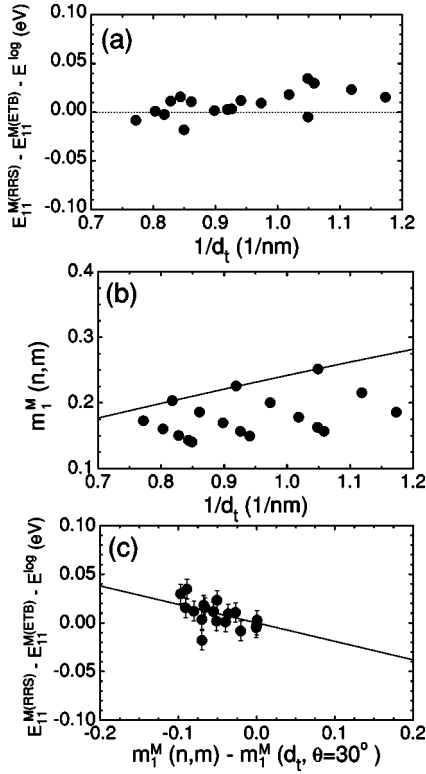 (a)
E₁₁ᴹ⁽ᴿᴿˢ⁾ - E₁₁ᴹ⁽ᴱᵀᴮ⁾ - Eˡᵒᵍ (eV)
0.10
0.05
0.00
-0.05
-0.10
0.7 0.8 0.9 1.0 1.1 1.2
1/dₜ (1/nm)
(b)
m₁ᴹ (n,m)
0.4
0.3
0.2
0.1
0.7 0.8 0.9 1.0 1.1 1.2
1/dₜ (1/nm)
(c)
E₁₁ᴹ⁽ᴿᴿˢ⁾ - E₁₁ᴹ⁽ᴱᵀᴮ⁾ - Eˡᵒᵍ (eV)
0.10
0.05
0.00
-0.05
-0.10
-0.2 -0.1 0.0 0.1 0.2
m₁ᴹ (n,m) - m₁ᴹ (dₜ, θ=30°)